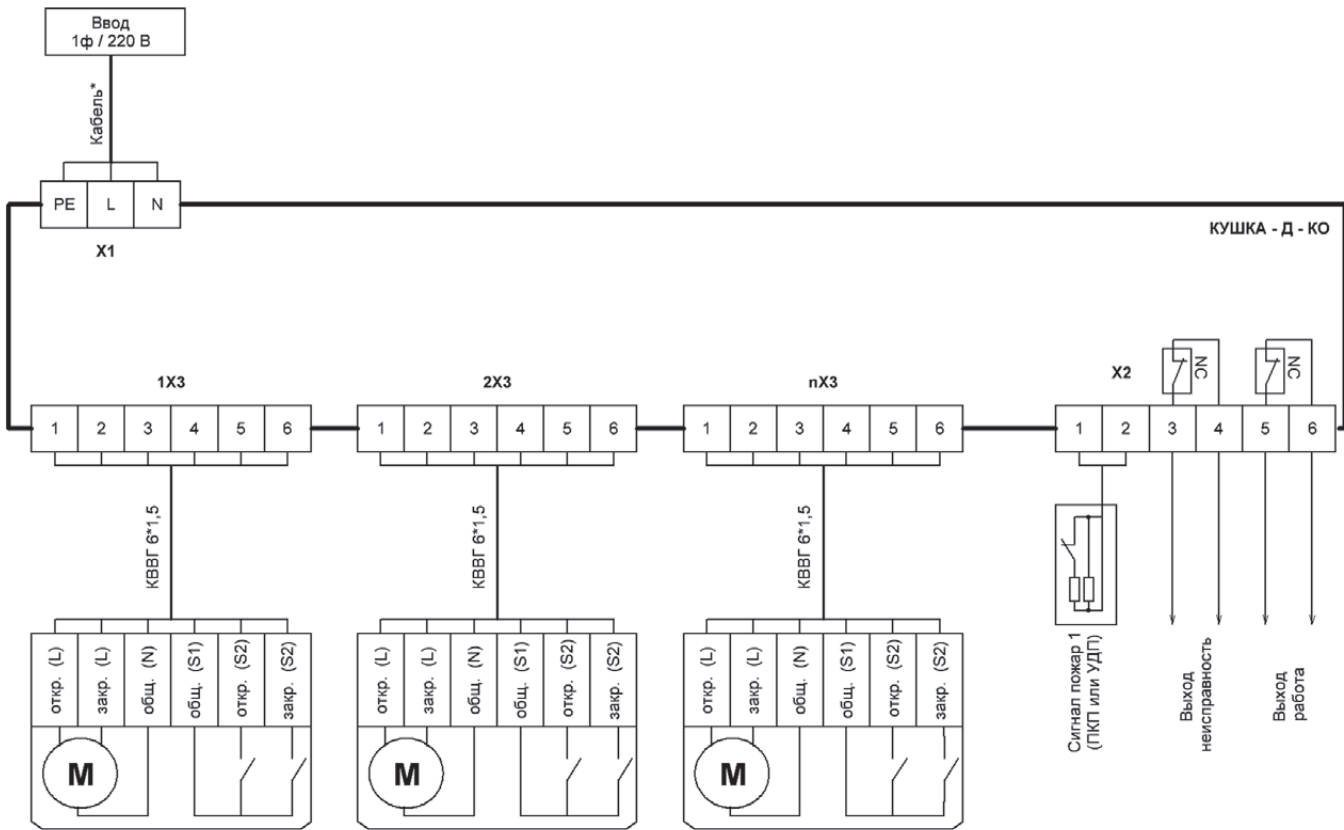 Ввод
1ф / 220 В
Кабель*
PE L N
X1
КУШКА - Д - КО
1X3
2X3
nX3
X2
NC
NC
1 2 3 4 5 6
1 2 3 4 5 6
1 2 3 4 5 6
1 2 3 4 5 6
КВВГ 6*1,5
КВВГ 6*1,5
КВВГ 6*1,5
откр. (L)
закр. (L)
общ. (N)
общ. (S1)
откр. (S2)
закр. (S2)
откр. (L)
закр. (L)
общ. (N)
общ. (S1)
откр. (S2)
закр. (S2)
откр. (L)
закр. (L)
общ. (N)
общ. (S1)
откр. (S2)
закр. (S2)
M
M
M
Сигнал пожар 1
(ПКП или УДП)
Выход
неисправность
Выход
работа